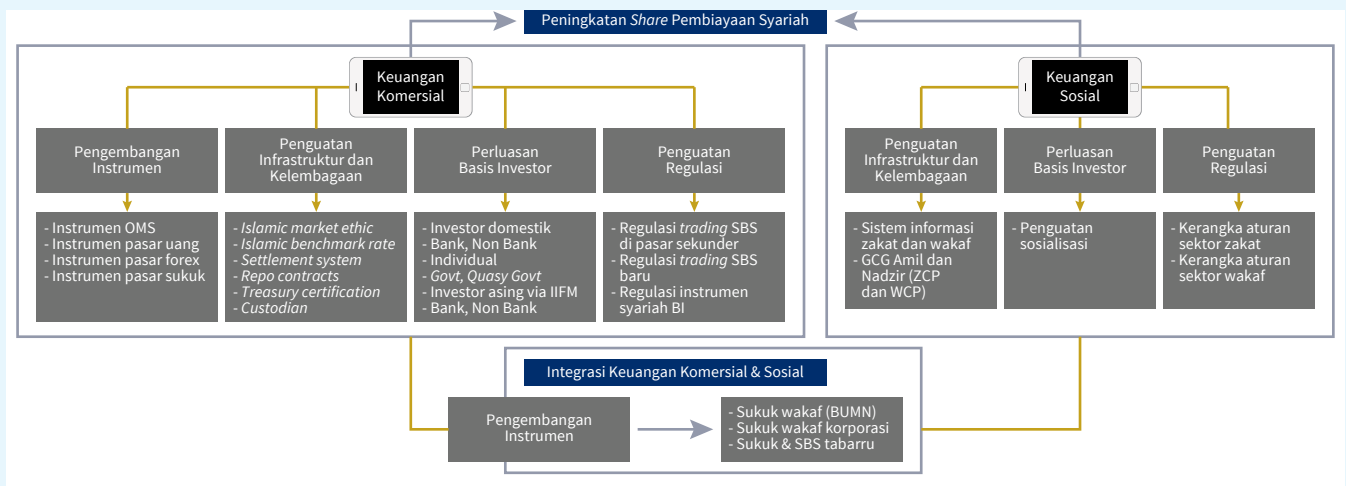 Peningkatan Share Pembiayaan Syariah
Keuangan
Komersial
Pengembangan
Instrumen
- Instrumen OMS
- Instrumen pasar uang
- Instrumen pasar forex
- Instrumen pasar sukuk
Penguatan
Infrastruktur dan
Kelembagaan
- Islamic market ethic
- Islamic benchmark rate
- Settlement system
- Repo contracts
- Treasury certification
- Custodian
Perluasan
Basis Investor
- Investor domestik
- Bank, Non Bank
- Individual
- Govt, Quasy Govt
- Investor asing via IIFM
- Bank, Non Bank
Penguatan
Regulasi
- Regulasi trading SBS
di pasar sekunder
- Regulasi trading SBS
baru
- Regulasi instrumen
syariah BI
Keuangan
Sosial
Penguatan
Infrastruktur dan
Kelembagaan
- Sistem informasi
zakat dan wakaf
- GCG Amil dan
Nadzir (ZCP
dan WCP)
Perluasan
Basis Investor
- Penguatan
sosialisasi
Penguatan
Regulasi
- Kerangka aturan
sektor zakat
- Kerangka aturan
sektor wakaf
Integrasi Keuangan Komersial & Sosial
Pengembangan
Instrumen
- Sukuk wakaf (BUMN)
- Sukuk wakaf korporasi
- Sukuk & SBS tabarru